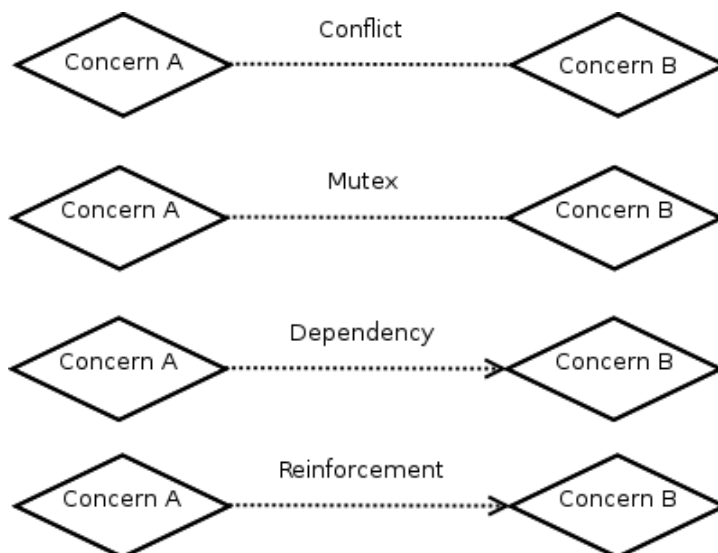 Conflict
Concern A
Concern B
Mutex
Concern A
Concern B
Dependency
Concern A
Concern B
Reinforcement
Concern A
Concern B